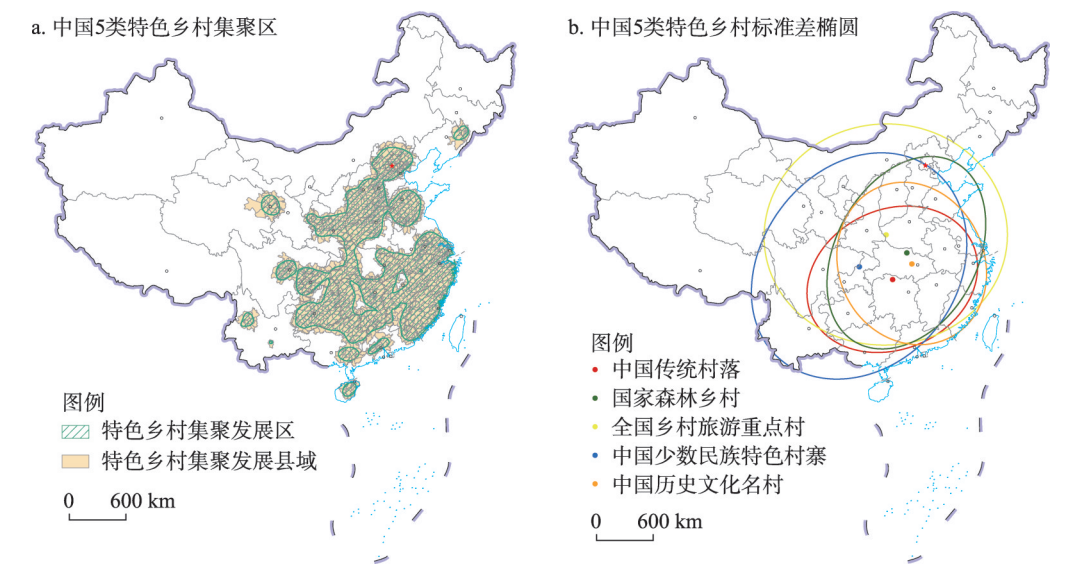 a. 中国5类特色乡村集聚区
图例
特色乡村集聚发展区
特色乡村集聚发展县域
0 600 km
b. 中国5类特色乡村标准差椭圆
图例
中国传统村落
国家森林乡村
全国乡村旅游重点村
中国少数民族特色村寨
中国历史文化名村
0 600 km